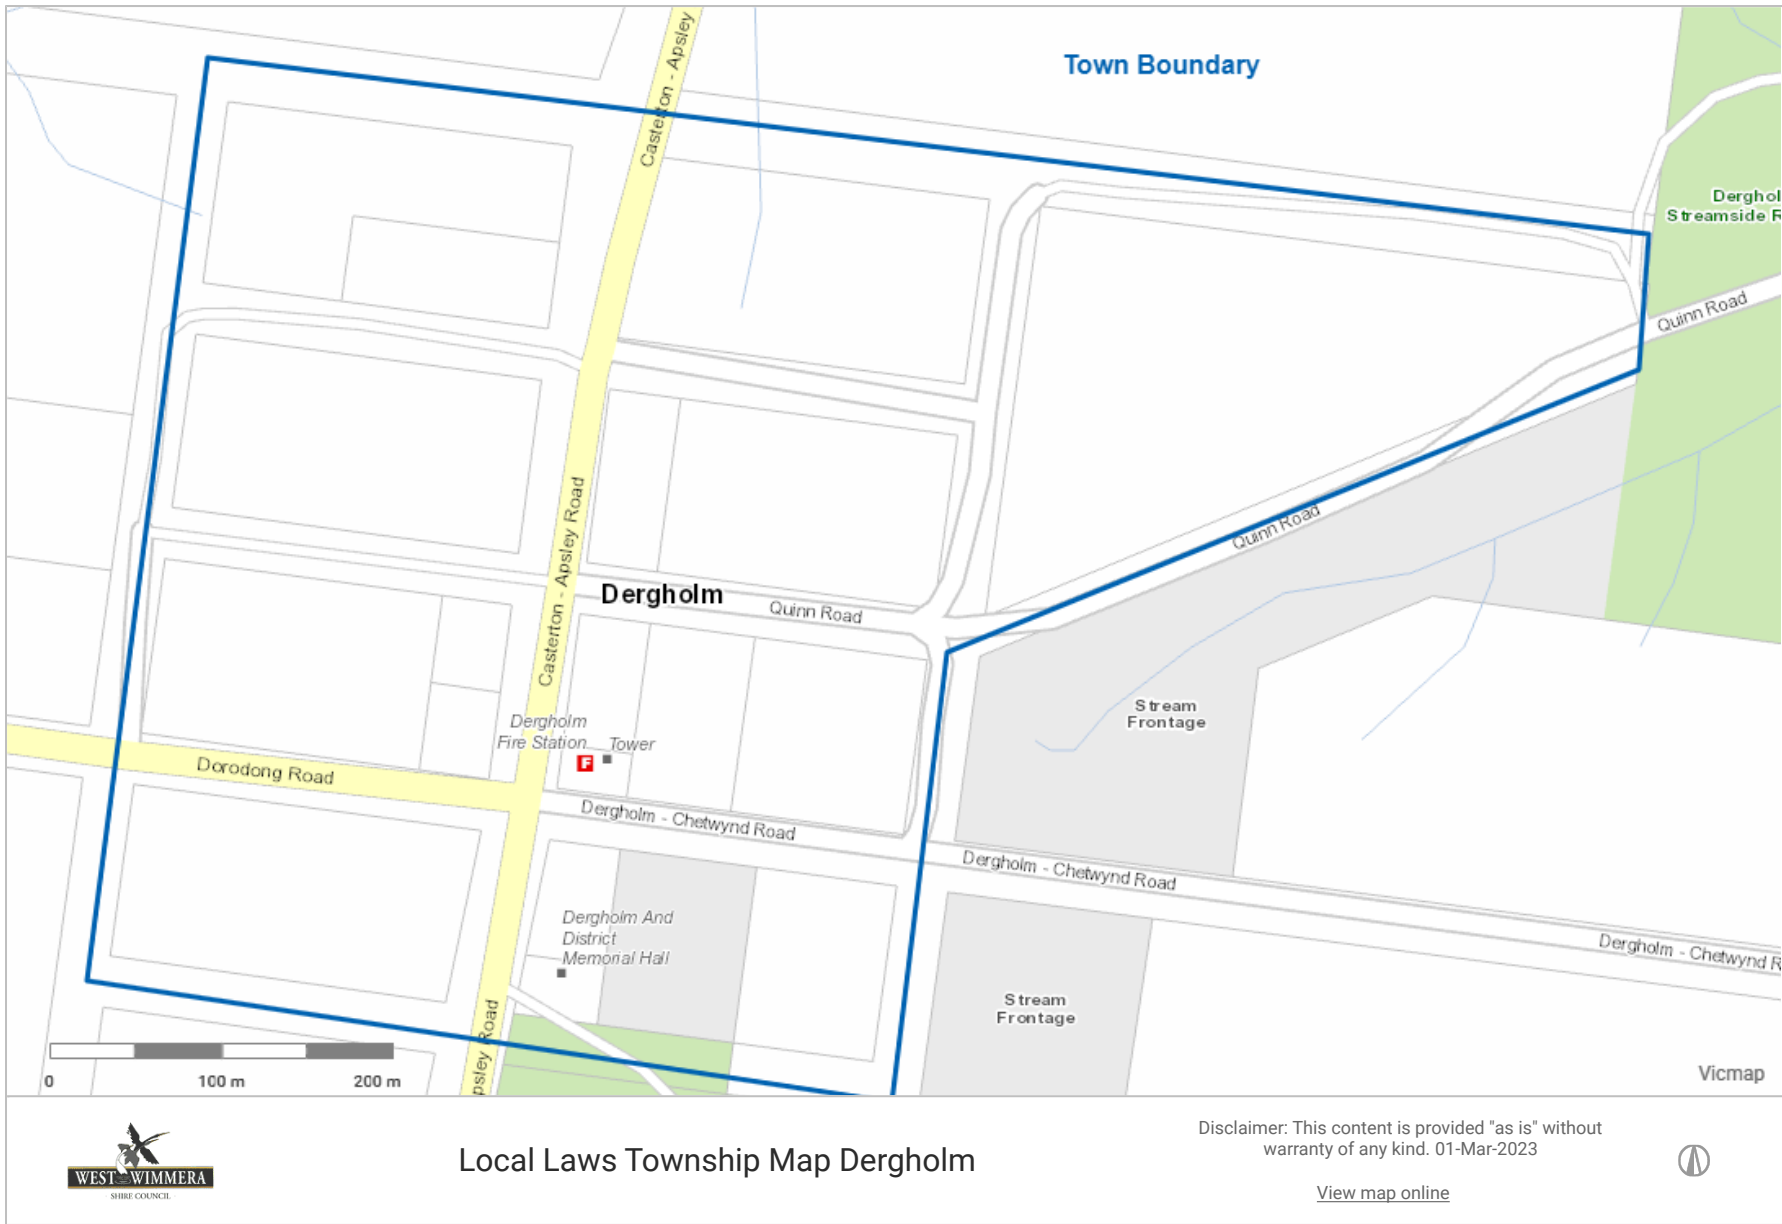 Town Boundary
Casterton - Apsley
Derghol
Streamside R
Quinn Road
Casterton - Apsley Road
Quinn Road
Dergholm
Quinn Road
Stream
Frontage
Dergholm
Fire Station
F
Tower
Dorodong Road
Dergholm - Chetwynd Road
Dergholm - Chetwynd Road
Dergholm - Chetwynd R
Dergholm And
District
Memorial Hall
Stream
Frontage
psley Road
0 100 m 200 m
Vicmap
WEST WIMMERA
SHIRE COUNCIL
Local Laws Township Map Dergholm
Disclaimer: This content is provided "as is" without
warranty of any kind. 01-Mar-2023
View map online